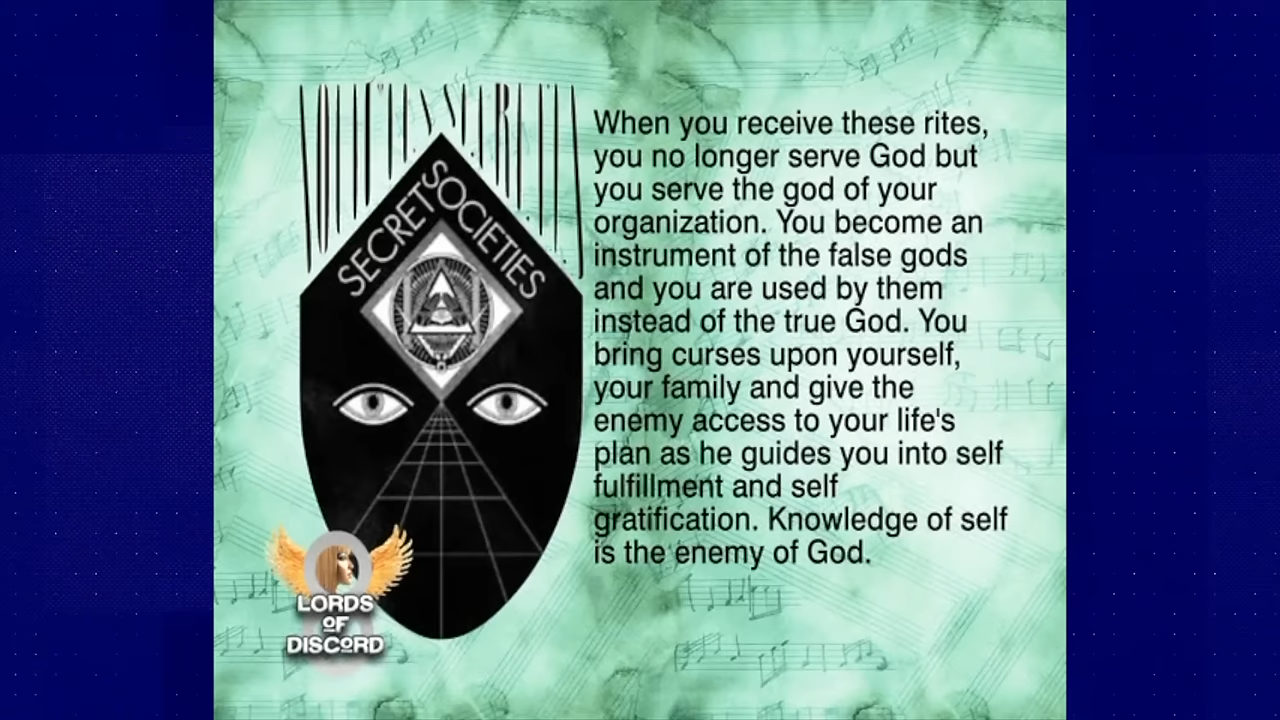 SECRET SOCIETIES
When you receive these rites,
you no longer serve God but
you serve the god of your
organization. You become an
instrument of the false gods
and you are used by them
instead of the true God. You
bring curses upon yourself,
your family and give the
enemy access to your life's
plan as he guides you into self
fulfillment and self
gratification. Knowledge of self
is the enemy of God.
LORDS
OF
DISCORD